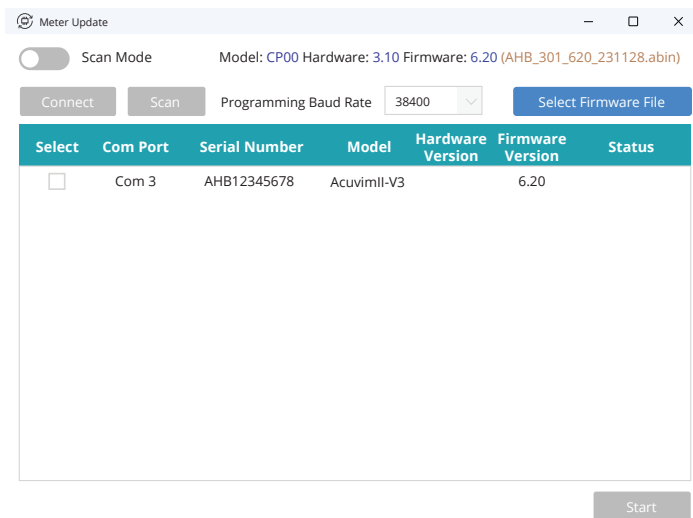 Meter Update
Scan Mode Model: CP00 Hardware: 3.10 Firmware: 6.20 (AHB_301_620_231128.abin)
Connect Scan Programming Baud Rate 38400 Select Firmware File
Select Com Port Serial Number Model Hardware Version Firmware Version Status
Com 3 AHB12345678 AcuvimII-V3 6.20
Start